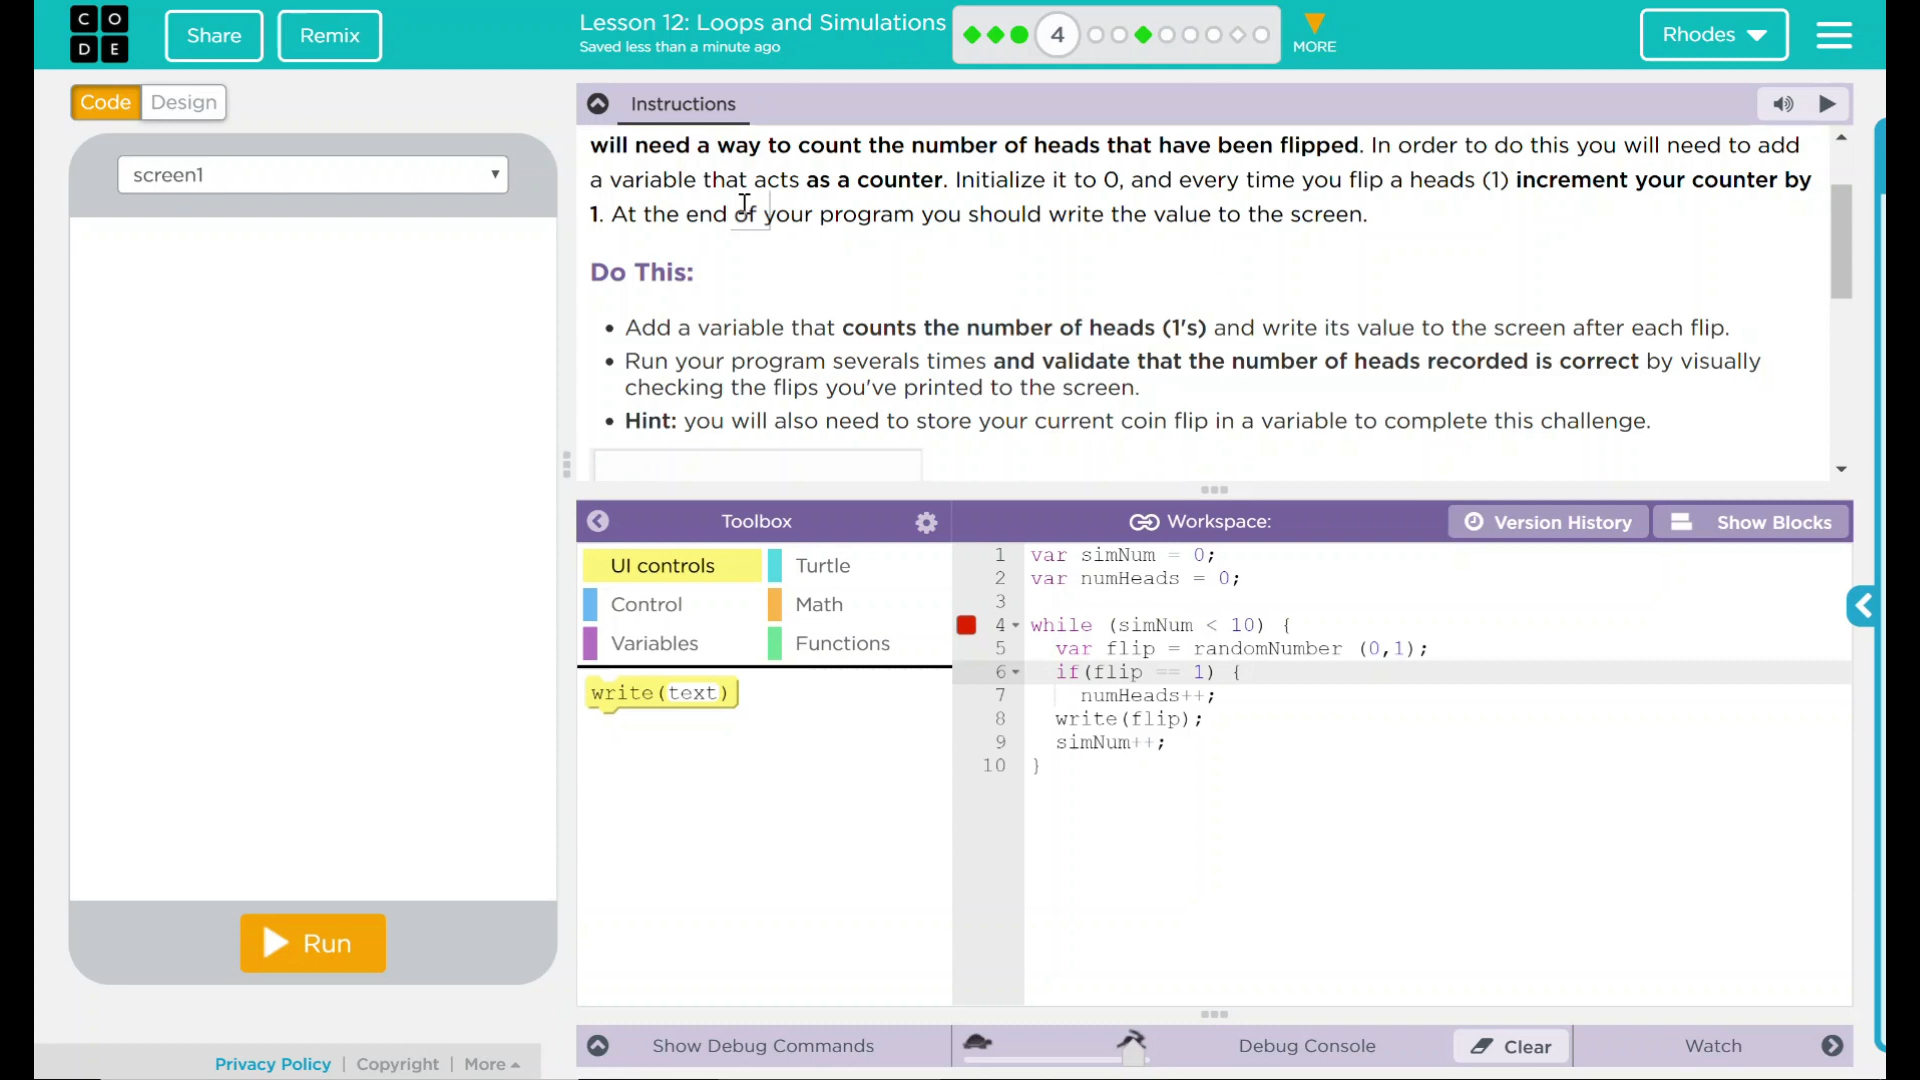 CODE
Share
Remix
Lesson 12: Loops and Simulations
Saved less than a minute ago
4
MORE
Rhodes
Code
Design
screen1
Instructions
will need a way to count the number of heads that have been flipped. In order to do this you will need to add
a variable that acts as a counter. Initialize it to 0, and every time you flip a heads (1) increment your counter by
1. At the end of your program you should write the value to the screen.
Do This:
• Add a variable that counts the number of heads (1's) and write its value to the screen after each flip.
• Run your program severals times and validate that the number of heads recorded is correct by visually
checking the flips you've printed to the screen.
• Hint: you will also need to store your current coin flip in a variable to complete this challenge.
Toolbox
Workspace:
Version History
Show Blocks
UI controls
Turtle
Control
Math
Variables
Functions
write(text)
1 var simNum = 0;
2 var numHeads = 0;
3
4 while (simNum < 10) {
5 var flip = randomNumber (0,1);
6 if(flip == 1) {
7 numHeads++;
8 write(flip);
9 simNum++;
10 }
Run
Show Debug Commands
Debug Console
Clear
Watch
Privacy Policy | Copyright | More